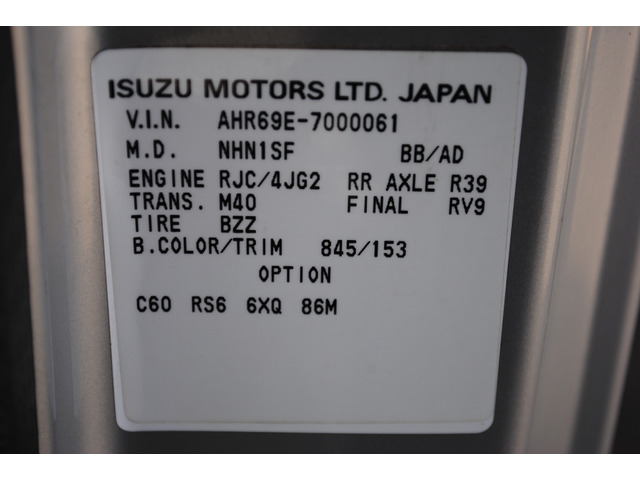 ISUZU MOTORS LTD. JAPAN
V.I.N. AHR69E-7000061
M.D. NHN1SF BB/AD
ENGINE RJC/4JG2 RR AXLE R39
TRANS. M40 FINAL RV9
TIRE BZZ
B.COLOR/TRIM 845/153
OPTION
C60 RS6 6XQ 86M